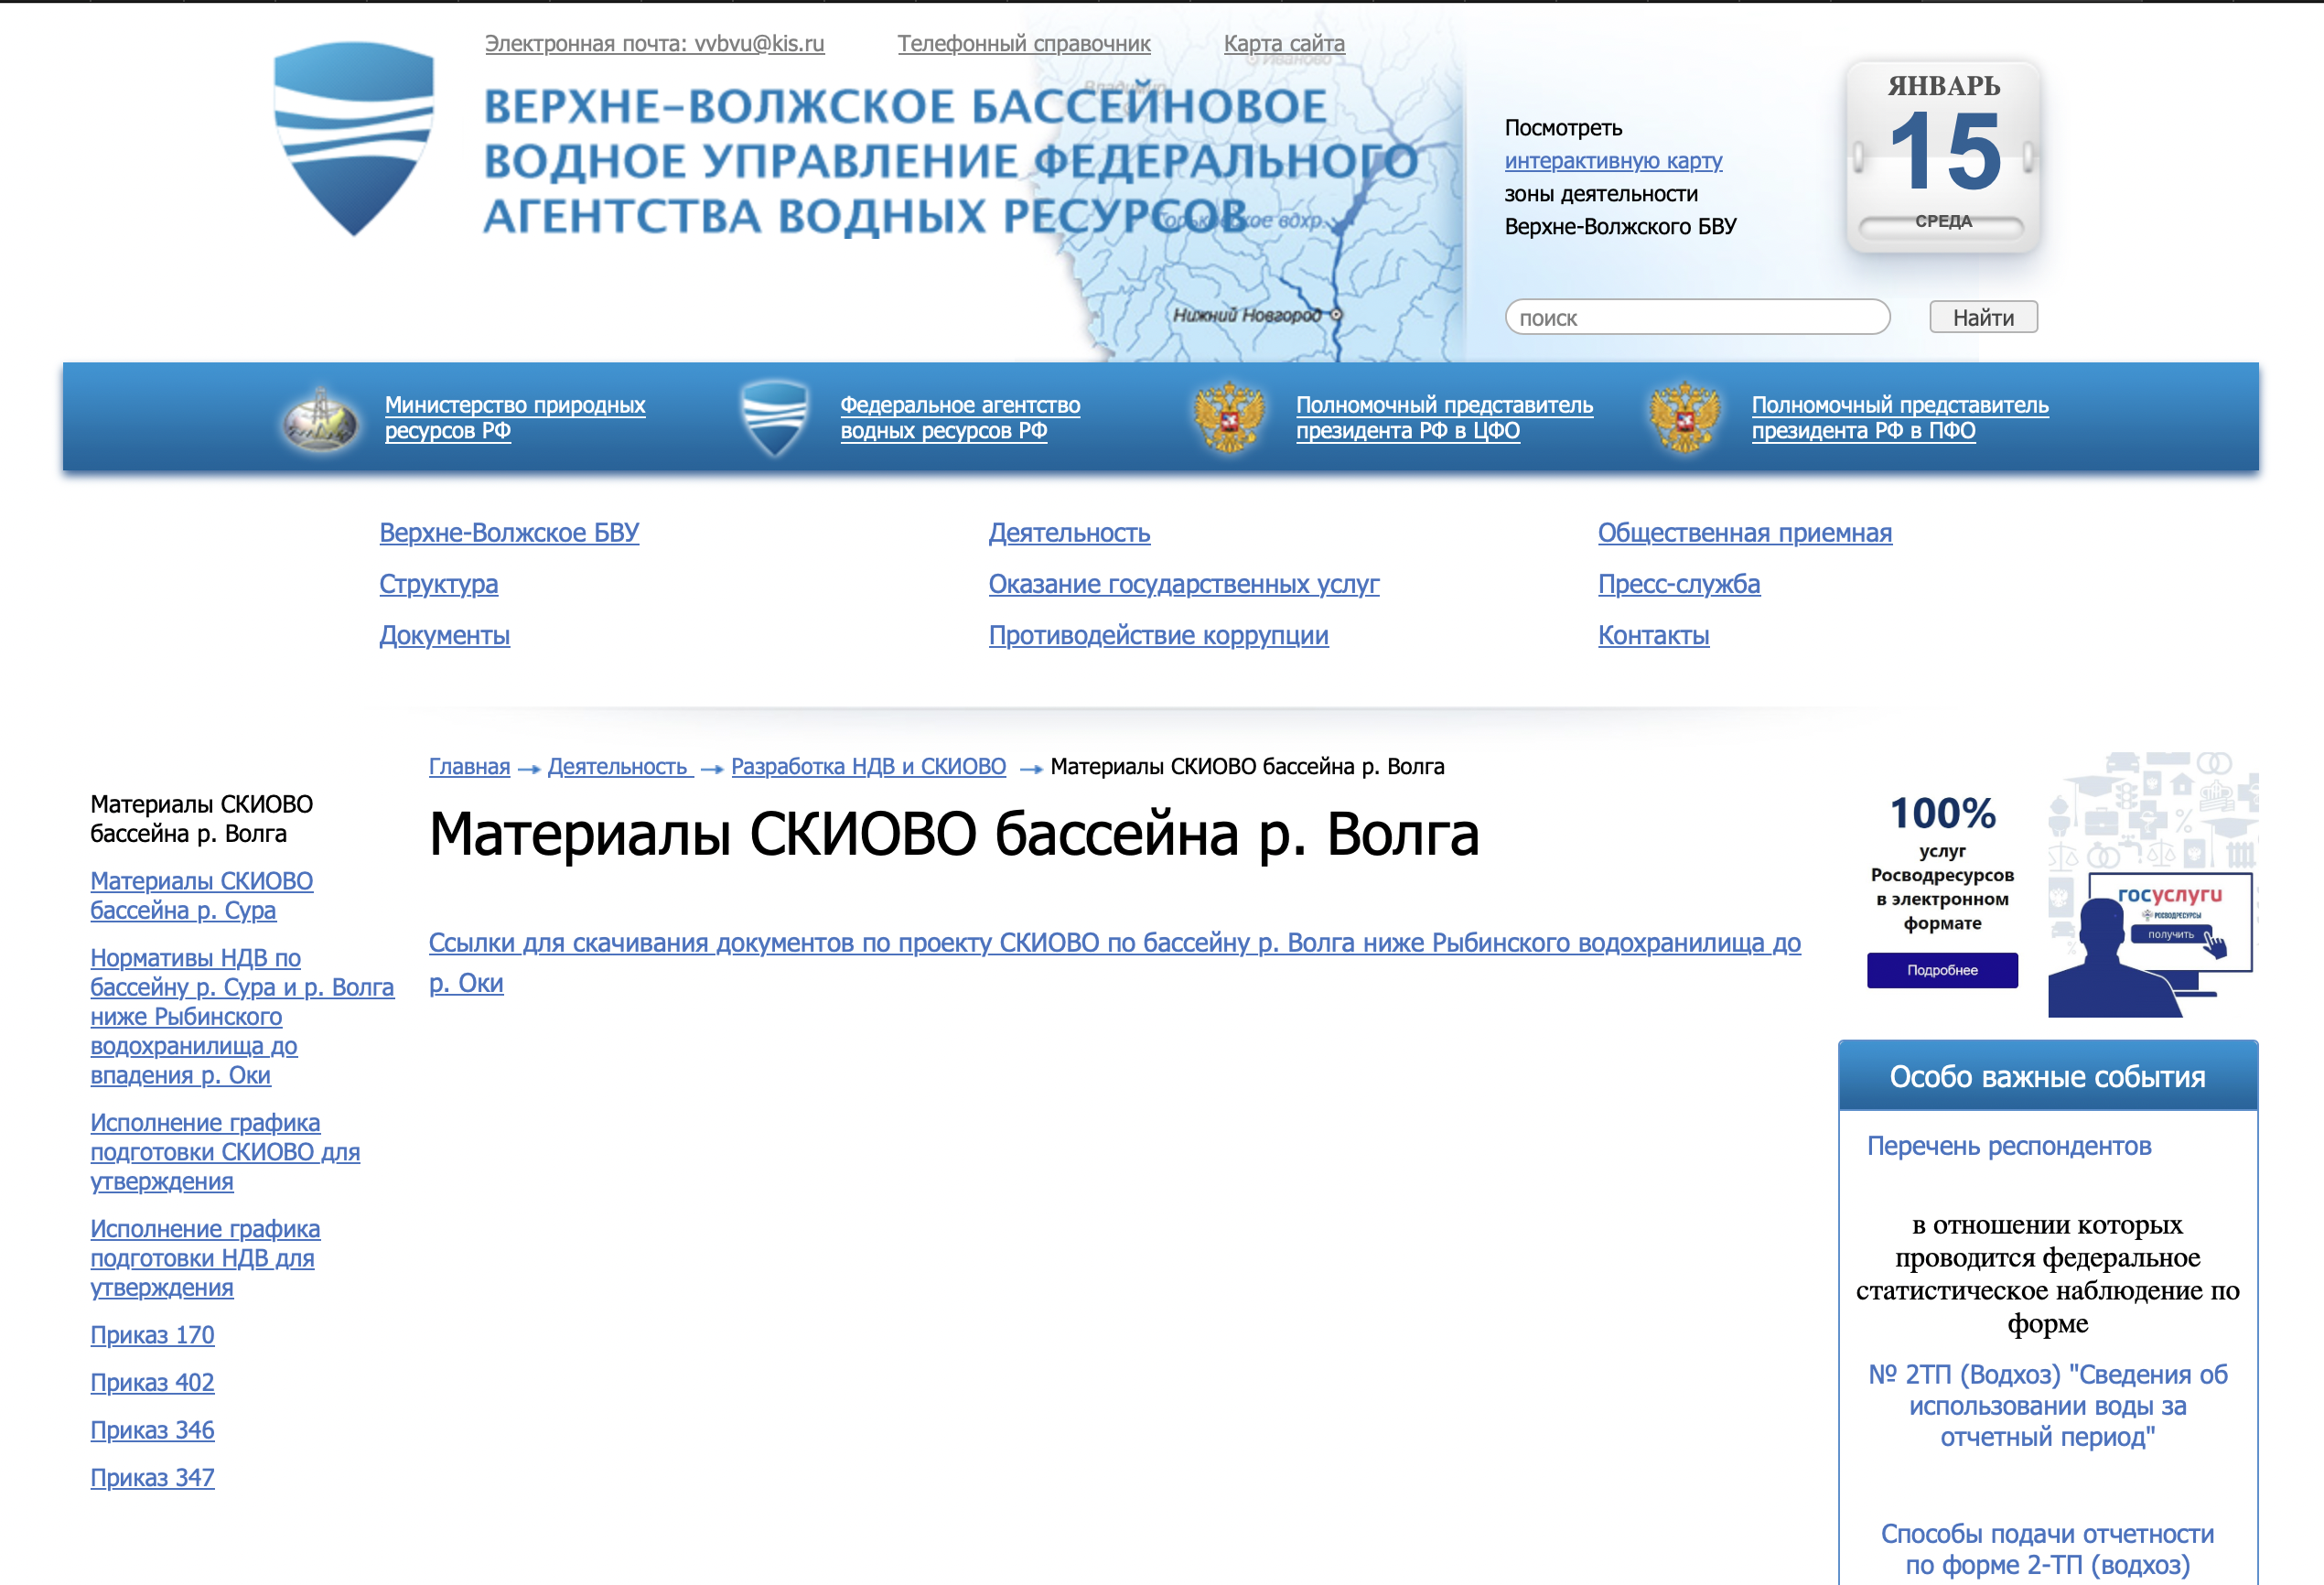 Электронная почта: vvbvu@kis.ru
Телефонный справочник
Карта сайта
Иваново
Владимир
ВЕРХНЕ-ВОЛЖСКОЕ БАССЕЙНОВОЕ
ВОДНОЕ УПРАВЛЕНИЕ ФЕДЕРАЛЬНОГО
АГЕНТСТВА ВОДНЫХ РЕСУРСОВ
Горьковское вдхр.
Нижний Новгород
Посмотреть
интерактивную карту
зоны деятельности
Верхне-Волжского БВУ
ЯНВАРЬ
15
СРЕДА
поиск
Найти
Министерство природных
ресурсов РФ
Федеральное агентство
водных ресурсов РФ
Полномочный представитель
президента РФ в ЦФО
Полномочный представитель
президента РФ в ПФО
Верхне-Волжское БВУ
Структура
Документы
Деятельность
Оказание государственных услуг
Противодействие коррупции
Общественная приемная
Пресс-служба
Контакты
Материалы СКИОВО
бассейна р. Волга
Материалы СКИОВО
бассейна р. Сура
Нормативы НДВ по
бассейну р. Сура и р. Волга
ниже Рыбинского
водохранилища до
впадения р. Оки
Исполнение графика
подготовки СКИОВО для
утверждения
Исполнение графика
подготовки НДВ для
утверждения
Приказ 170
Приказ 402
Приказ 346
Приказ 347
Главная → Деятельность → Разработка НДВ и СКИОВО → Материалы СКИОВО бассейна р. Волга
Материалы СКИОВО бассейна р. Волга
Ссылки для скачивания документов по проекту СКИОВО по бассейну р. Волга ниже Рыбинского водохранилища до
р. Оки
100%
услуг
Росводресурсов
в электронном
формате
Подробнее
госуслуги
РОСВОДРЕСУРСЫ
получить
Особо важные события
Перечень респондентов
в отношении которых
проводится федеральное
статистическое наблюдение по
форме
№ 2ТП (Водхоз) "Сведения об
использовании воды за
отчетный период"
Способы подачи отчетности
по форме 2-ТП (водхоз)